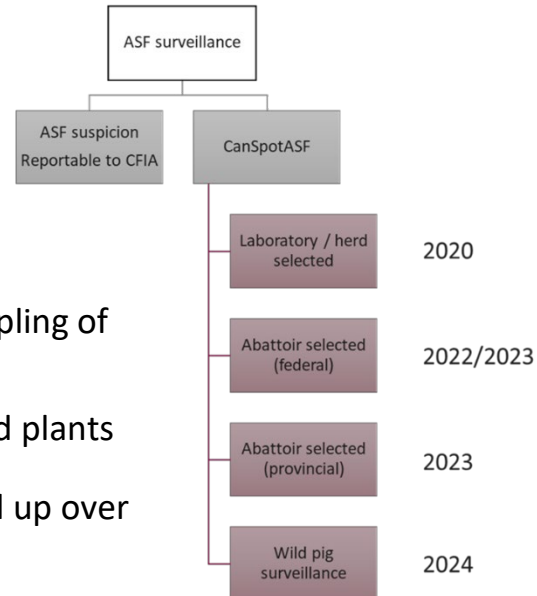 ASF surveillance
ASF suspicion
Reportable to CFIA
CanSpotASF
Laboratory / herd
selected
2020
pling of
Abattoir selected
(federal)
2022/2023
d plants
Abattoir selected
(provincial)
2023
d up over
Wild pig
surveillance
2024